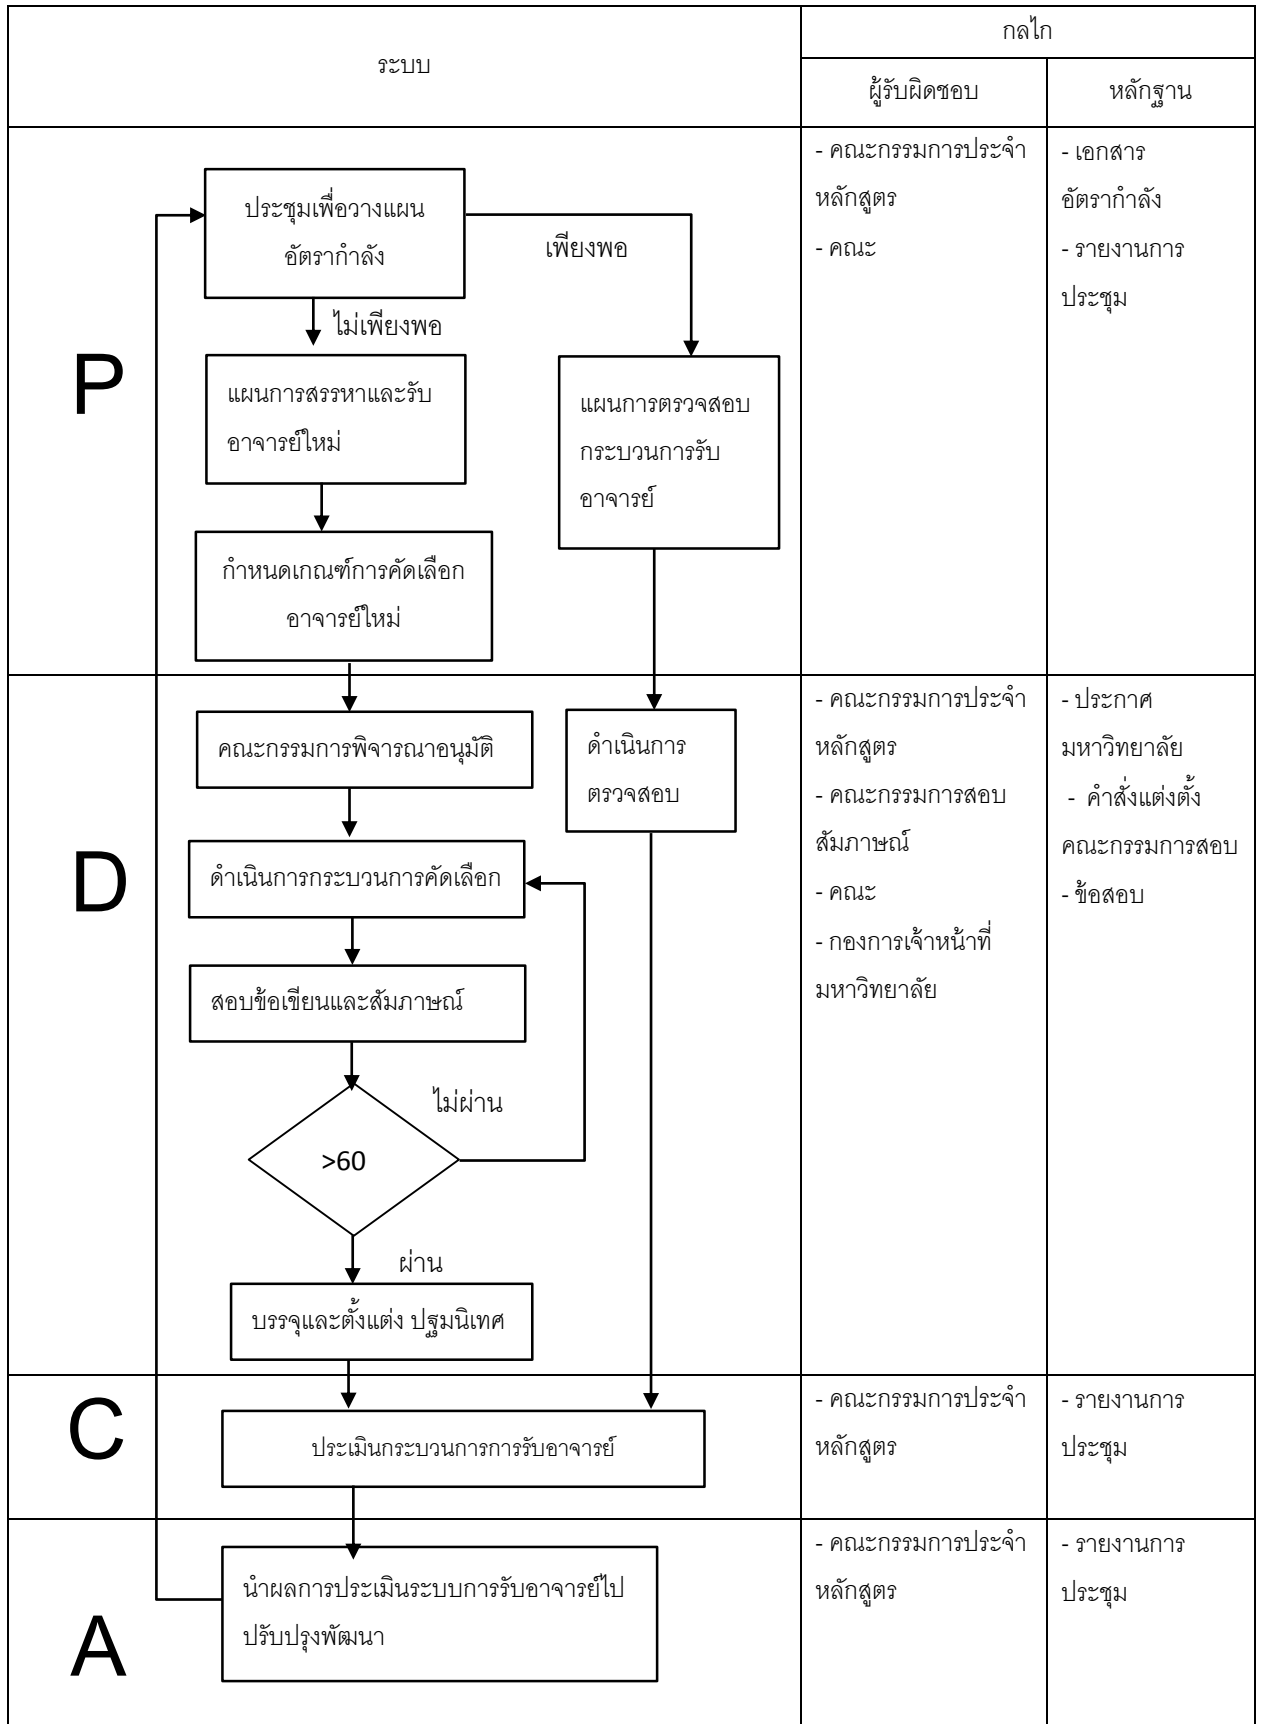 ระบบ
กลไก
ผู้รับผิดชอบ
หลักฐาน
P
ประชุมเพื่อวางแผน
อัตรากำลัง
เพียงพอ
ไม่เพียงพอ
แผนการสรรหาและรับ
อาจารย์ใหม่
แผนการตรวจสอบ
กระบวนการรับ
อาจารย์
กำหนดเกณฑ์การคัดเลือก
อาจารย์ใหม่
- คณะกรรมการประจำ
หลักสูตร
- คณะ
- เอกสาร
อัตรากำลัง
- รายงานการ
ประชุม
D
คณะกรรมการพิจารณาอนุมัติ
ดำเนินการ
ตรวจสอบ
ดำเนินการกระบวนการคัดเลือก
สอบข้อเขียนและสัมภาษณ์
ไม่ผ่าน
>60
ผ่าน
บรรจุและตั้งแต่ง ปฐมนิเทศ
- คณะกรรมการประจำ
หลักสูตร
- คณะกรรมการสอบ
สัมภาษณ์
- คณะ
- กองการเจ้าหน้าที่
มหาวิทยาลัย
- ประกาศ
มหาวิทยาลัย
- คำสั่งแต่งตั้ง
คณะกรรมการสอบ
- ข้อสอบ
C
ประเมินกระบวนการการรับอาจารย์
- คณะกรรมการประจำ
หลักสูตร
- รายงานการ
ประชุม
A
นำผลการประเมินระบบการรับอาจารย์ไป
ปรับปรุงพัฒนา
- คณะกรรมการประจำ
หลักสูตร
- รายงานการ
ประชุม